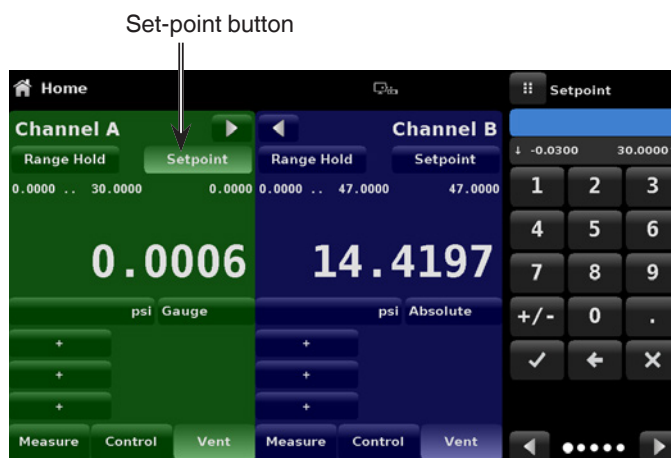 Set-point button
Home
Setpoint
Channel A
Channel B
Range Hold Setpoint
Range Hold Setpoint
0.0000 .. 30.0000 0.0000
0.0000 .. 47.0000 47.0000
↓ -0.0300 30.0000
0.0006
14.4197
psi Gauge
psi Absolute
+
+
+
+
+
+
Measure Control Vent
Measure Control Vent
1 2 3
4 5 6
7 8 9
+/- 0 .